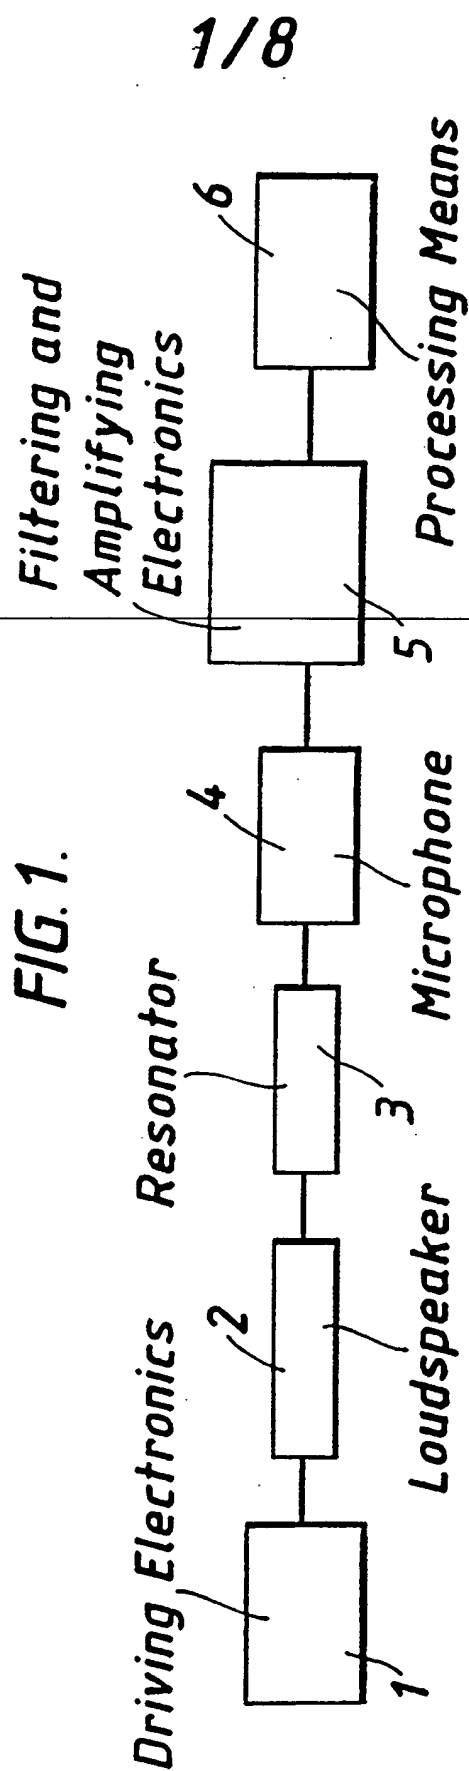 1/8
FIG. 1.
Driving Electronics
1
2
Loudspeaker
Resonator
3
4
Microphone
Filtering and
Amplifying
Electronics
5
6
Processing Means